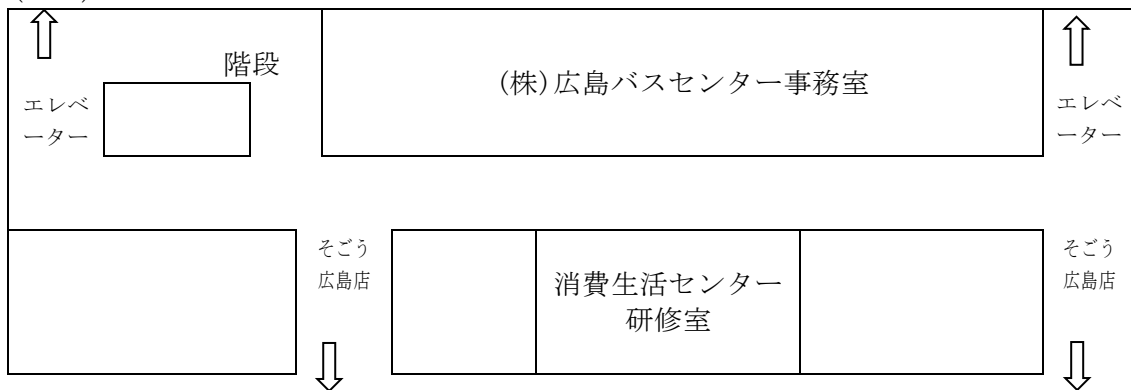 階段
(株)広島バスセンター事務室
エレベ
ーター
エレベ
ーター
そごう
広島店
消費生活センター
研修室
そごう
広島店